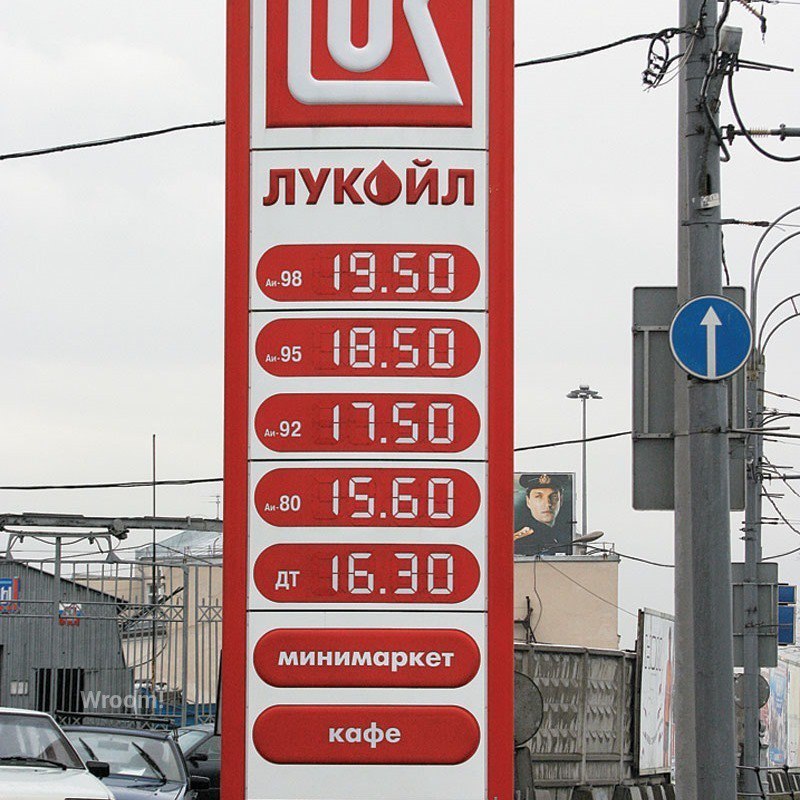 ЛУКОЙЛ
Аи-98 19.50
Аи-95 18.50
Аи-92 17.50
Аи-80 15.60
ДТ 16.30
минимаркет
кафе
Wroom!